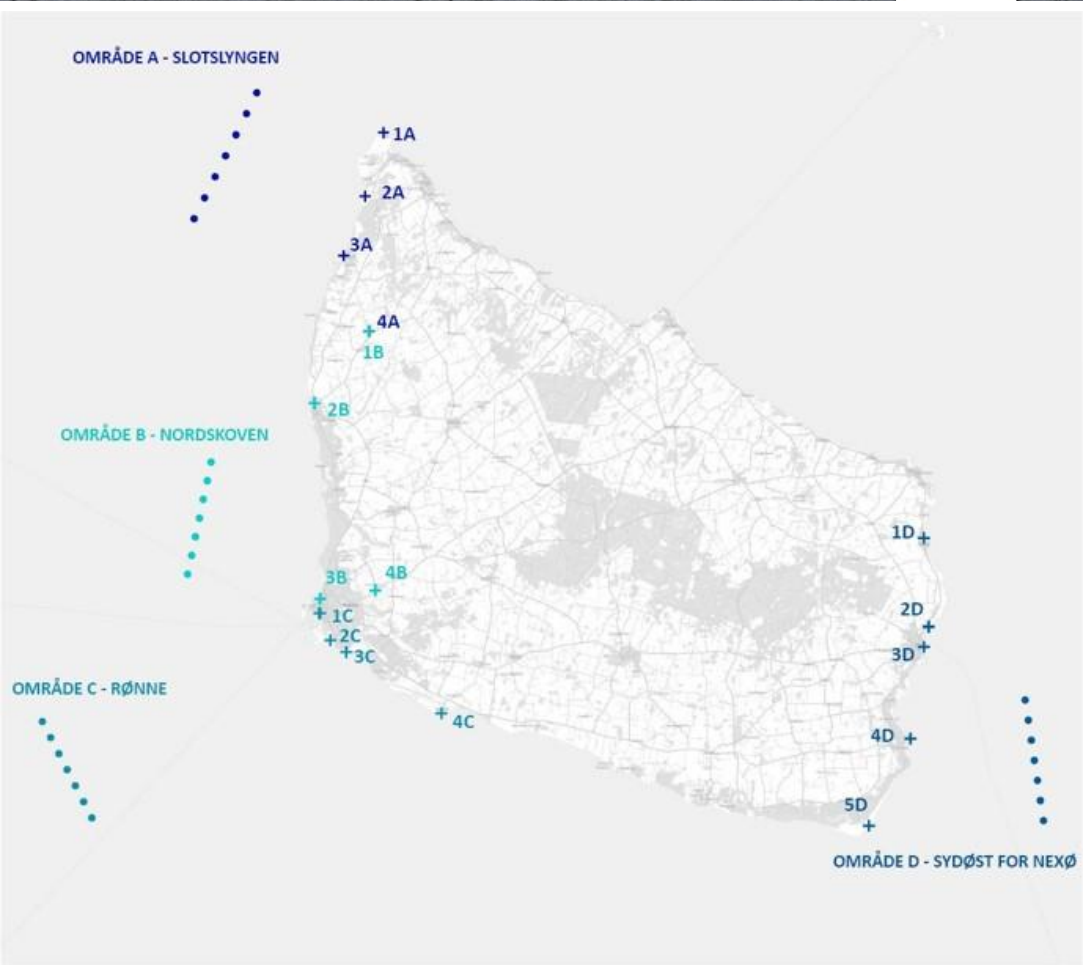 OMRÅDE A - SLOTSLYNGEN
1A
2A
3A
4A
1B
2B
OMRÅDE B - NORDSKOVEN
1D
3B
4B
1C
2D
2C
3C
3D
OMRÅDE C - RØNNE
4C
4D
5D
OMRÅDE D - SYDØST FOR NEXØ